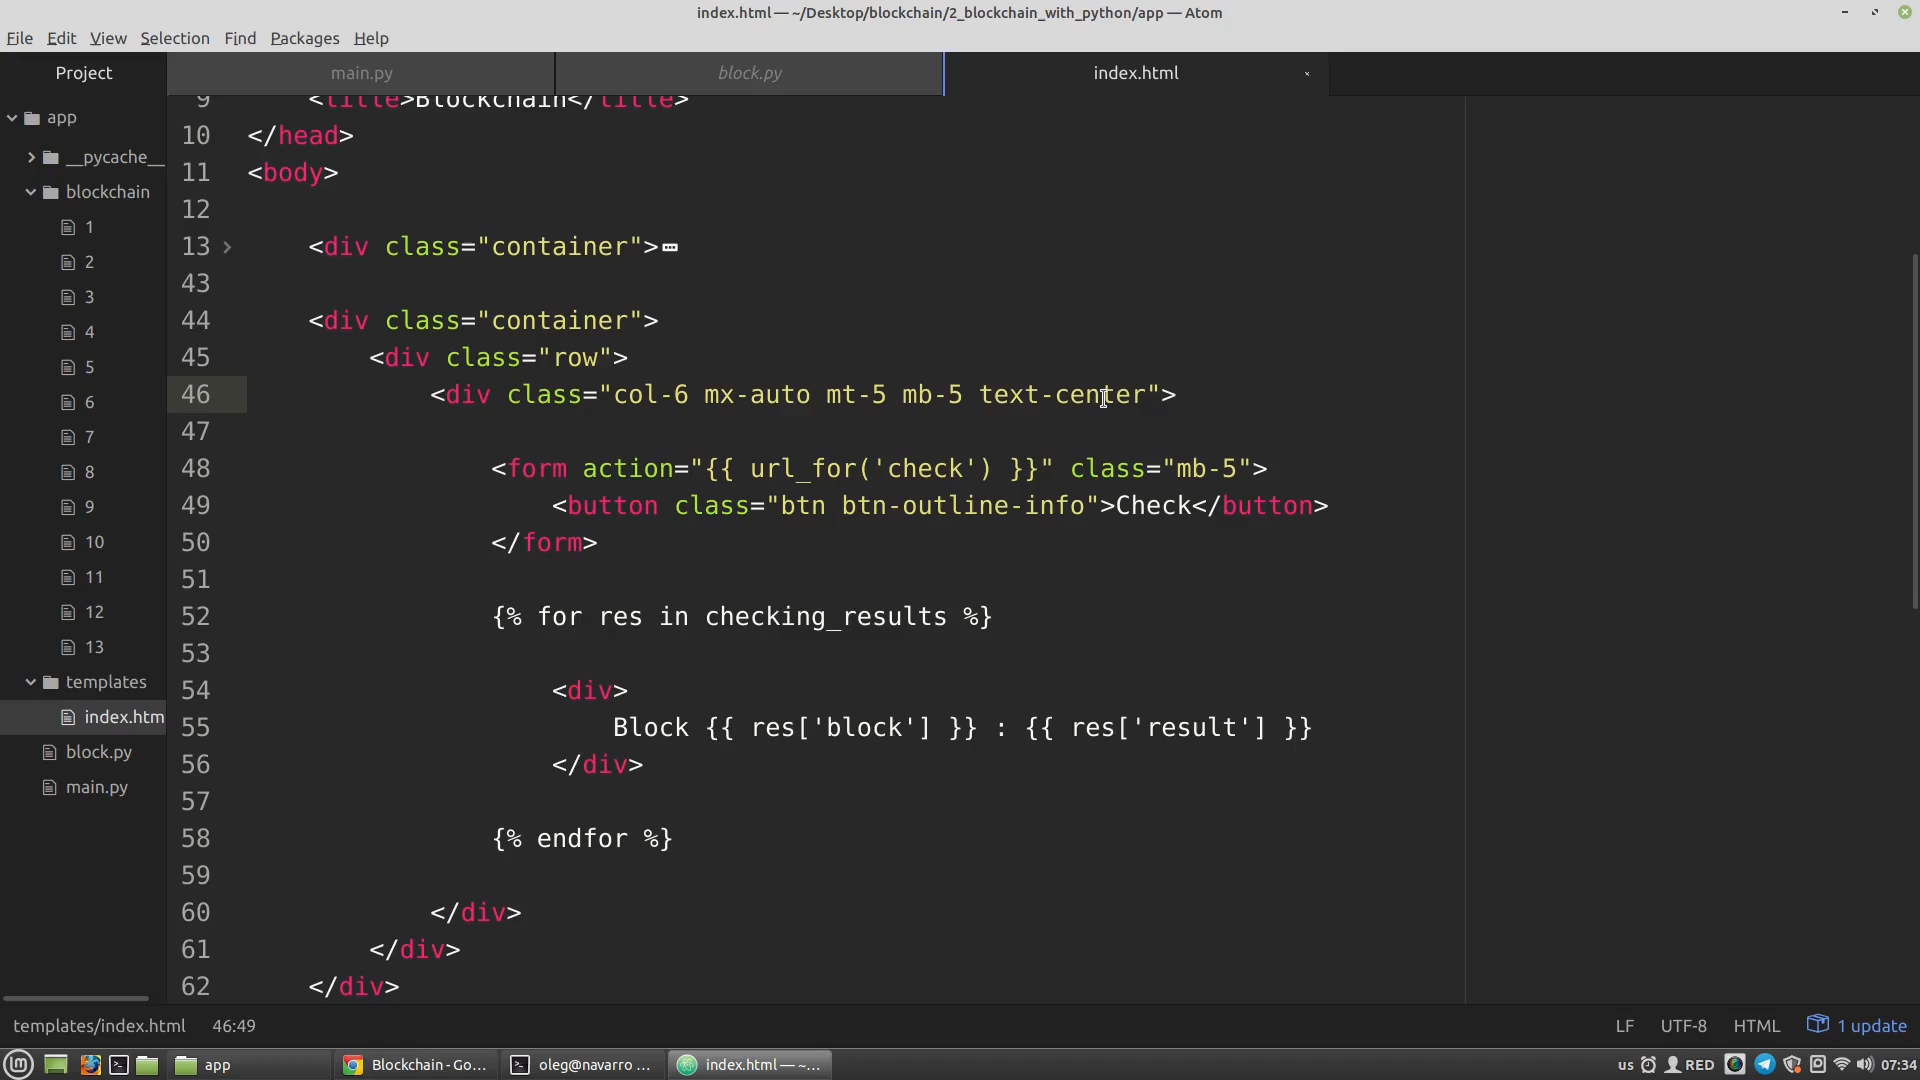 index.html — ~/Desktop/blockchain/2_blockchain_with_python/app — Atom
File Edit View Selection Find Packages Help
Project
main.py
block.py
index.html
app
__pycache__
blockchain
1
2
3
4
5
6
7
8
9
10
11
12
13
templates
index.htm
block.py
main.py
9 <title>Blockchain</title>
10 </head>
11 <body>
12
13 <div class="container">
43
44 <div class="container">
45 <div class="row">
46 <div class="col-6 mx-auto mt-5 mb-5 text-center">
47
48 <form action="{{ url_for('check') }}" class="mb-5">
49 <button class="btn btn-outline-info">Check</button>
50 </form>
51
52 {% for res in checking_results %}
53
54 <div>
55 Block {{ res['block'] }} : {{ res['result'] }}
56 </div>
57
58 {% endfor %}
59
60 </div>
61 </div>
62 </div>
templates/index.html 46:49
LF UTF-8 HTML 1 update
app
Blockchain - Go...
oleg@navarro ...
index.html — ~...
us
RED
07:34